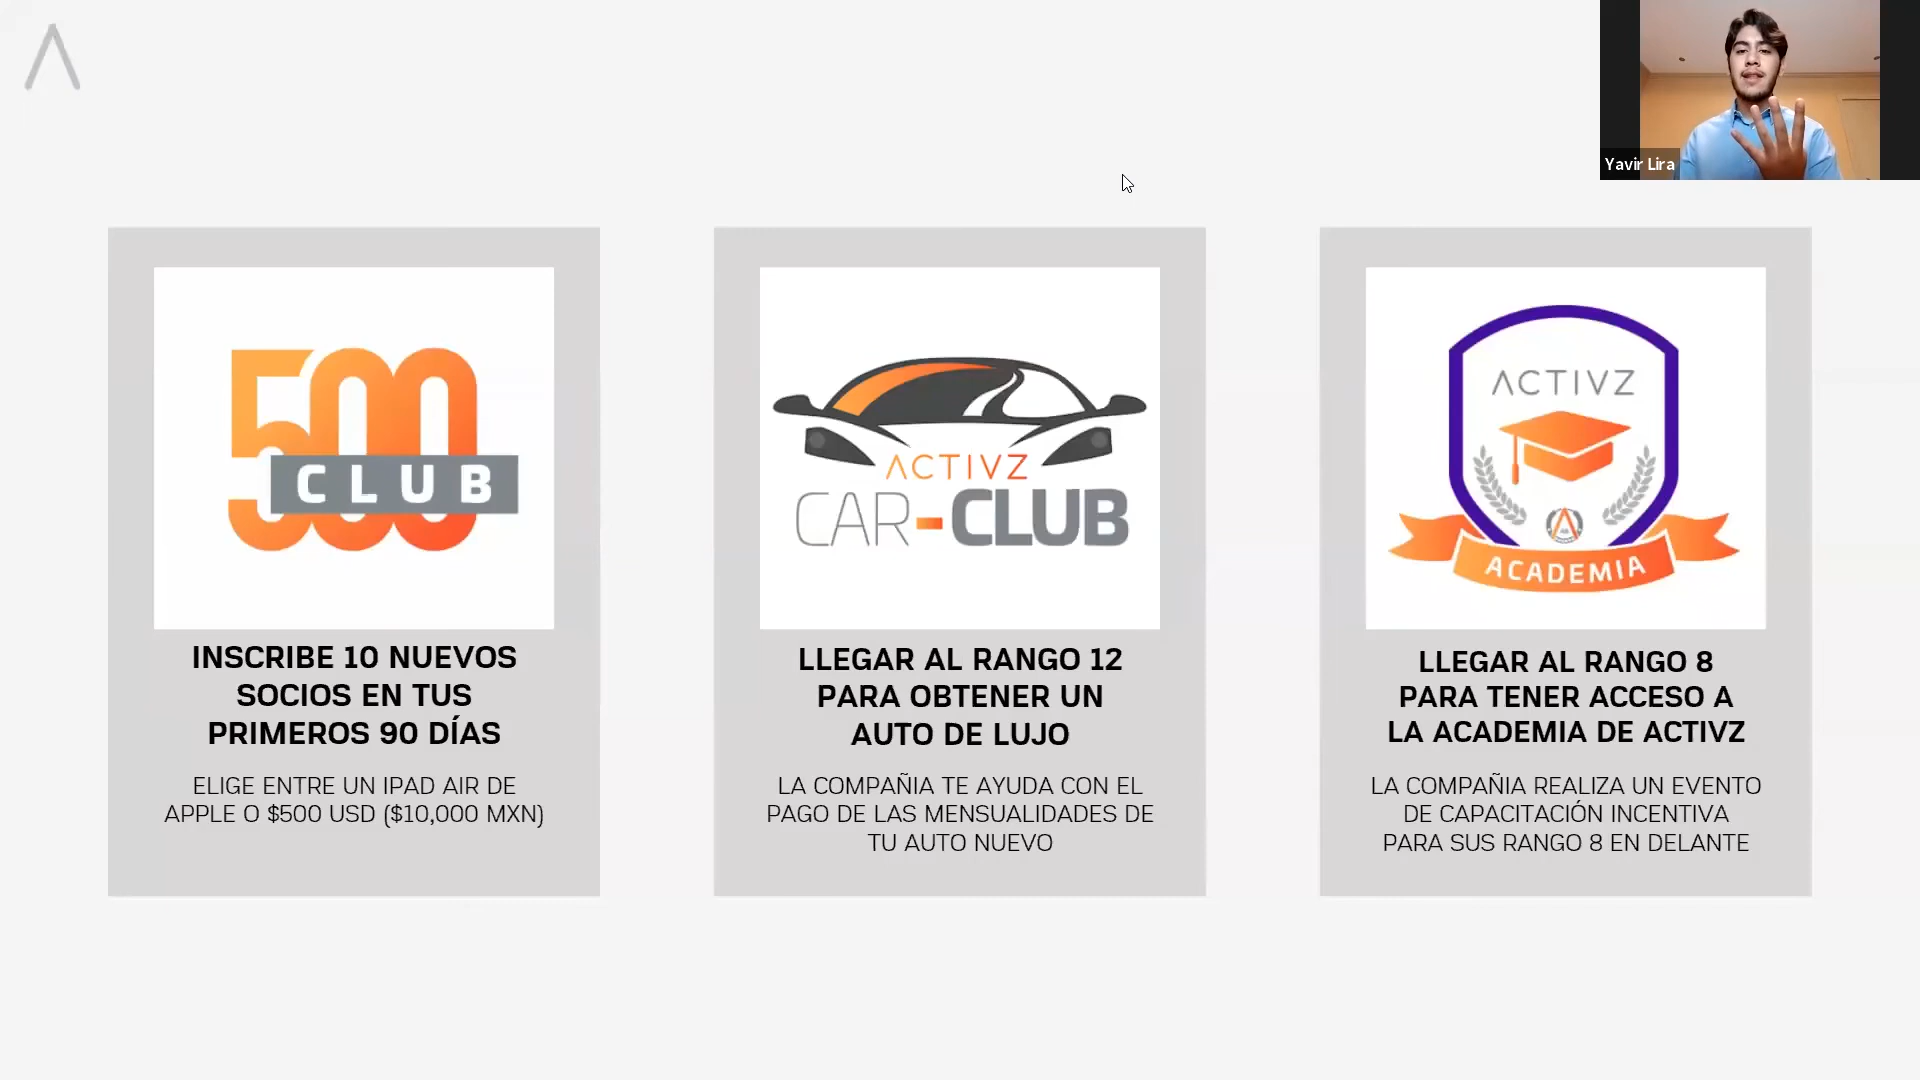 Yavir Lira
500
CLUB
INSCRIBE 10 NUEVOS
SOCIOS EN TUS
PRIMEROS 90 DÍAS
ELIGE ENTRE UN IPAD AIR DE
APPLE O $500 USD ($10,000 MXN)
ACTIVZ
CAR-CLUB
LLEGAR AL RANGO 12
PARA OBTENER UN
AUTO DE LUJO
LA COMPAÑIA TE AYUDA CON EL
PAGO DE LAS MENSUALIDADES DE
TU AUTO NUEVO
ACTIVZ
ACADEMIA
LLEGAR AL RANGO 8
PARA TENER ACCESO A
LA ACADEMIA DE ACTIVZ
LA COMPAÑIA REALIZA UN EVENTO
DE CAPACITACIÓN INCENTIVA
PARA SUS RANGO 8 EN DELANTE